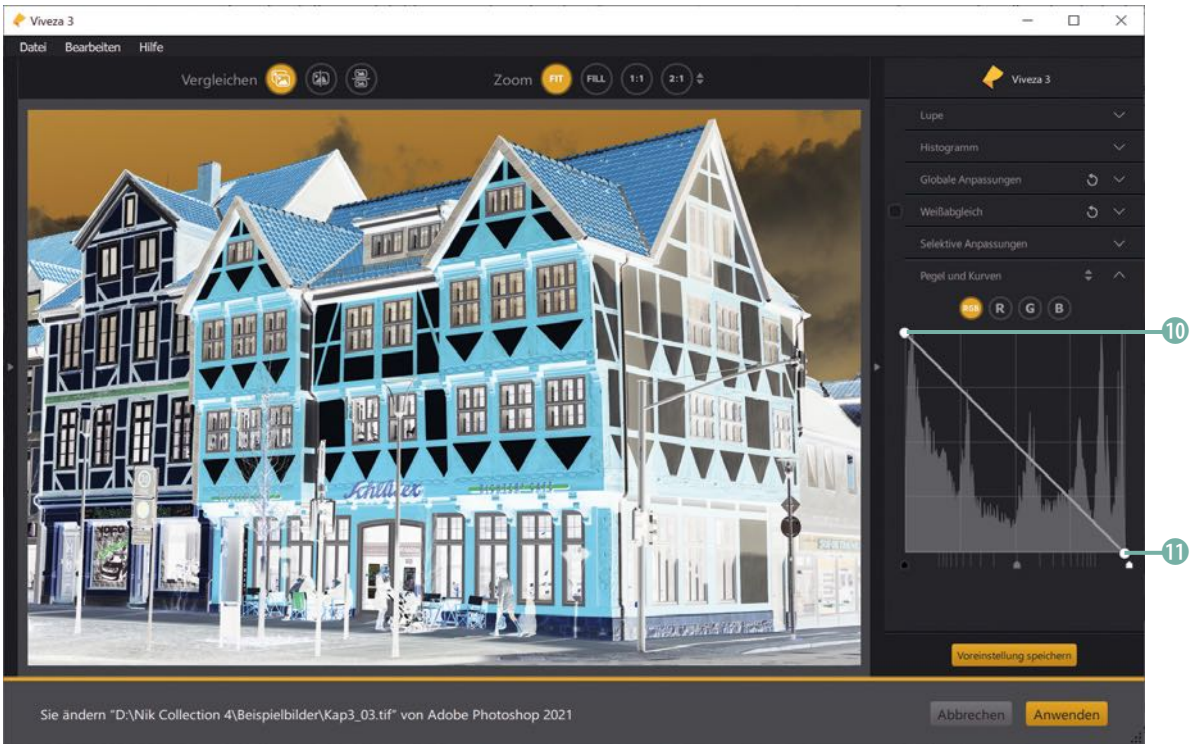 Viveza 3
Datei Bearbeiten Hilfe
Vergleichen Zoom FIT FILL 1:1 2:1
Viveza 3
Lupe
Histogramm
Globale Anpassungen
Weißabgleich
Selektive Anpassungen
Pegel und Kurven
RGB R G B
10
11
Schultze
Voreinstellung speichern
Sie ändern "D:\Nik Collection 4\Beispielbilder\Kap3_03.tif" von Adobe Photoshop 2021
Abbrechen Anwenden